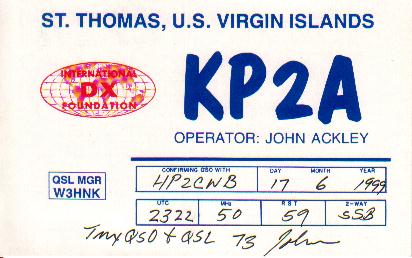 ST. THOMAS, U.S. VIRGIN ISLANDS
INTERNATIONAL
DX
FOUNDATION
KP2A
OPERATOR: JOHN ACKLEY
QSL MGR
W3HNK
CONFIRMING QSO WITH DAY MONTH YEAR
HP2CWB 17 6 1999
UTC MHz RST 2-WAY
2322 50 59 SSB
Tnx QSO + QSL 73 John